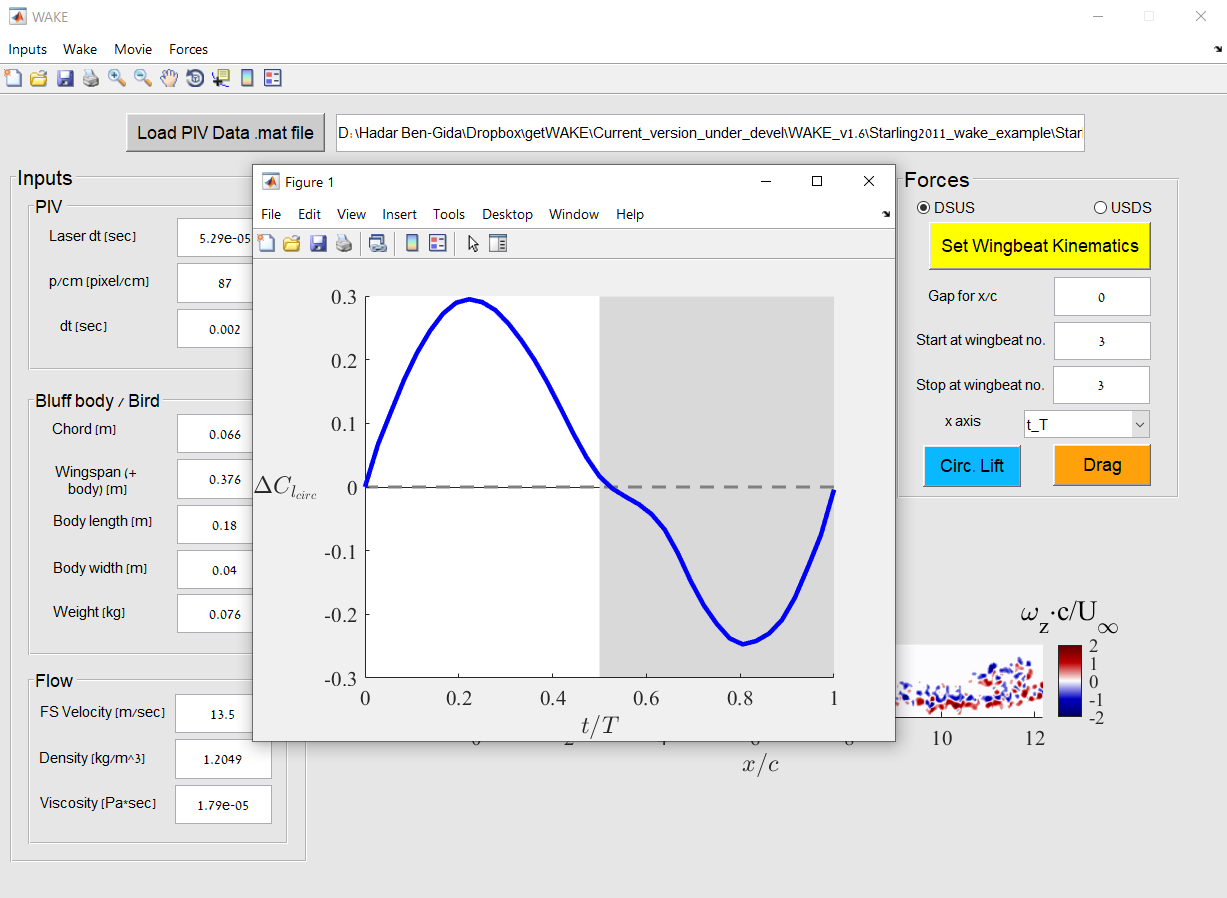 WAKE
Inputs Wake Movie Forces
Load PIV Data .mat file
D:\Hadar Ben-Gida\Dropbox\getWAKE\Current_version_under_devel\WAKE_v1.6\Starling2011_wake_example\Star
Inputs
PIV
Laser dt [sec] 5.29e-05
p/cm [pixel/cm] 87
dt [sec] 0.002
Bluff body / Bird
Chord [m] 0.066
Wingspan (+
body) [m] 0.376
Body length [m] 0.18
Body width [m] 0.04
Weight [kg] 0.076
Flow
FS Velocity [m/sec] 13.5
Density [kg/m^3] 1.2049
Viscosity [Pa*sec] 1.79e-05
Figure 1
File Edit View Insert Tools Desktop Window Help
0.3
0.2
0.1
0
-0.1
-0.2
-0.3
ΔC_{l_{circ}}
0 0.2 0.4 0.6 0.8 1
t/T
Forces
DSUS USDS
Set Wingbeat Kinematics
Gap for x/c 0
Start at wingbeat no. 3
Stop at wingbeat no. 3
x axis t_T
Circ. Lift Drag
ω_z·c/U_∞
2
1
0
-1
-2
10 12
x/c